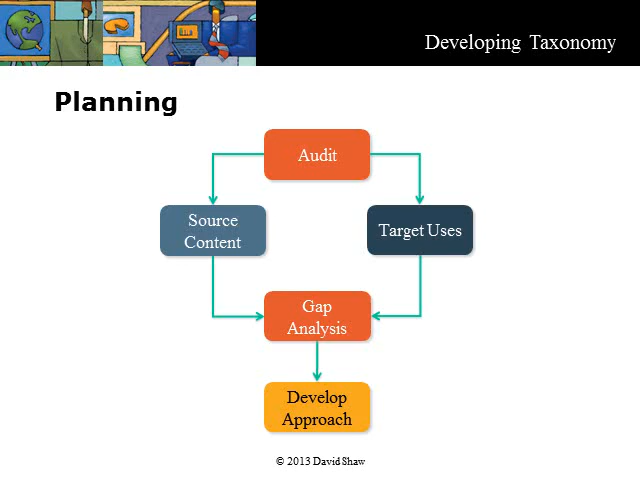 Developing Taxonomy
Planning
Audit
Source
Content
Target Uses
Gap
Analysis
Develop
Approach
© 2013 David Shaw